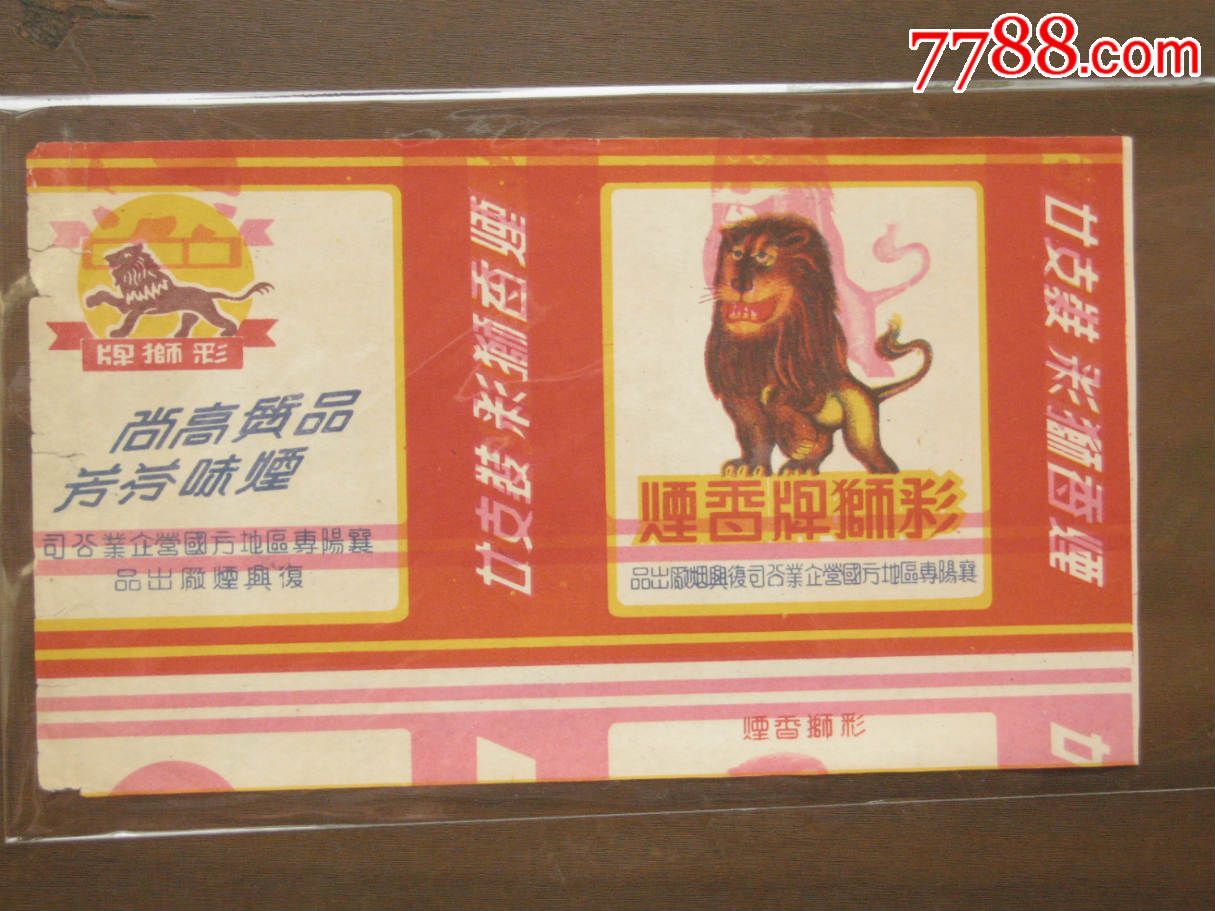 7788.com
彩獅牌
品質高尚
煙味芬芳
襄陽專區地方國營企業公司
復興煙厰出品
廿支裝彩獅香煙
彩獅牌香煙
襄陽專區地方國營企業公司復興烟厰出品
廿支裝彩獅香煙
彩獅香煙
廿